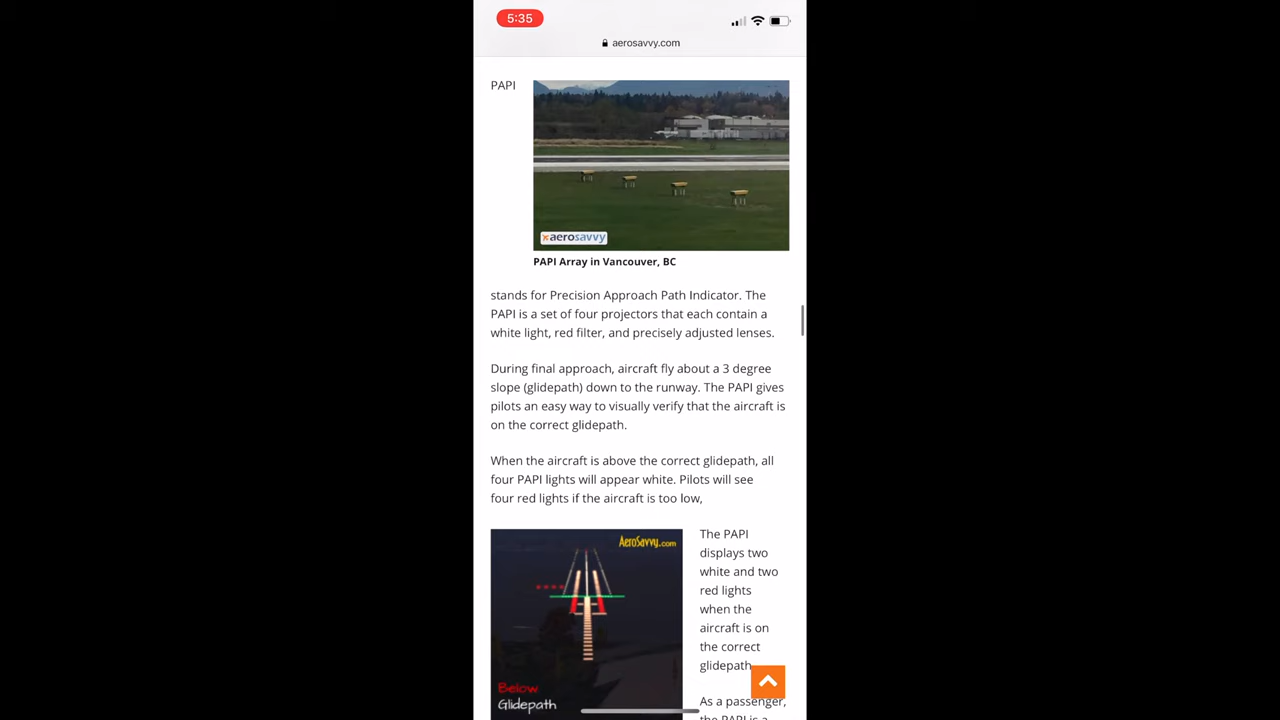 5:35
aerosavvy.com
PAPI
aerosavvy
PAPI Array in Vancouver, BC
stands for Precision Approach Path Indicator. The
PAPI is a set of four projectors that each contain a
white light, red filter, and precisely adjusted lenses.
During final approach, aircraft fly about a 3 degree
slope (glidepath) down to the runway. The PAPI gives
pilots an easy way to visually verify that the aircraft is
on the correct glidepath.
When the aircraft is above the correct glidepath, all
four PAPI lights will appear white. Pilots will see
four red lights if the aircraft is too low,
AeroSavvy.com
Below
Glidepath
The PAPI
displays two
white and two
red lights
when the
aircraft is on
the correct
glidepath
As a passenger,
the PAPI is a